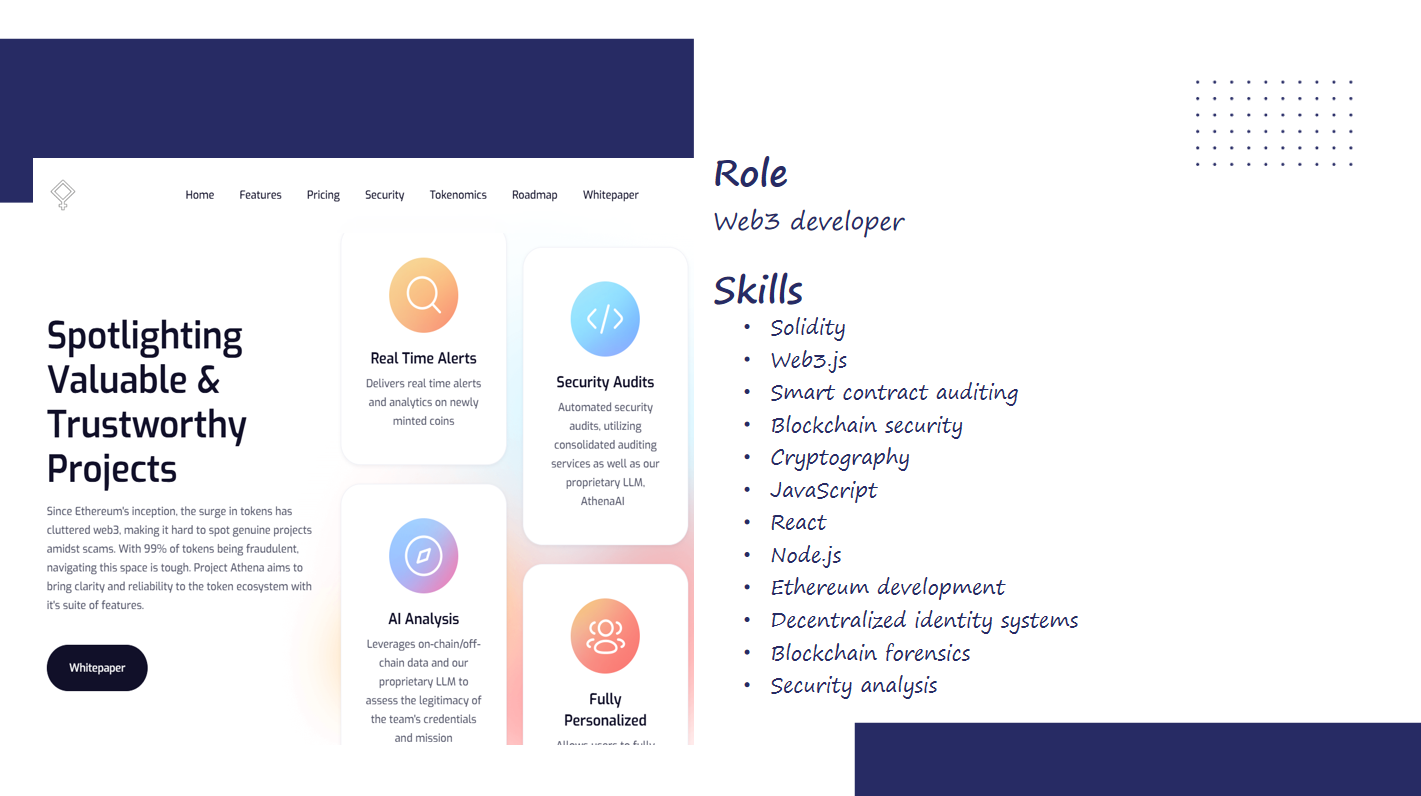 Home Features Pricing Security Tokenomics Roadmap Whitepaper
Spotlighting
Valuable &
Trustworthy
Projects
Since Ethereum's inception, the surge in tokens has
cluttered web3, making it hard to spot genuine projects
amidst scams. With 99% of tokens being fraudulent,
navigating this space is tough. Project Athena aims to
bring clarity and reliability to the token ecosystem with
it's suite of features.
Whitepaper
Real Time Alerts
Delivers real time alerts
and analytics on newly
minted coins
AI Analysis
Leverages on-chain/off-
chain data and our
proprietary LLM to
assess the legitimacy of
the team's credentials
and mission
Security Audits
Automated security
audits, utilizing
consolidated auditing
services as well as our
proprietary LLM,
AthenaAI
Fully
Personalized
Allows users to fully
Role
Web3 developer
Skills
• Solidity
• Web3.js
• Smart contract auditing
• Blockchain security
• Cryptography
• JavaScript
• React
• Node.js
• Ethereum development
• Decentralized identity systems
• Blockchain forensics
• Security analysis